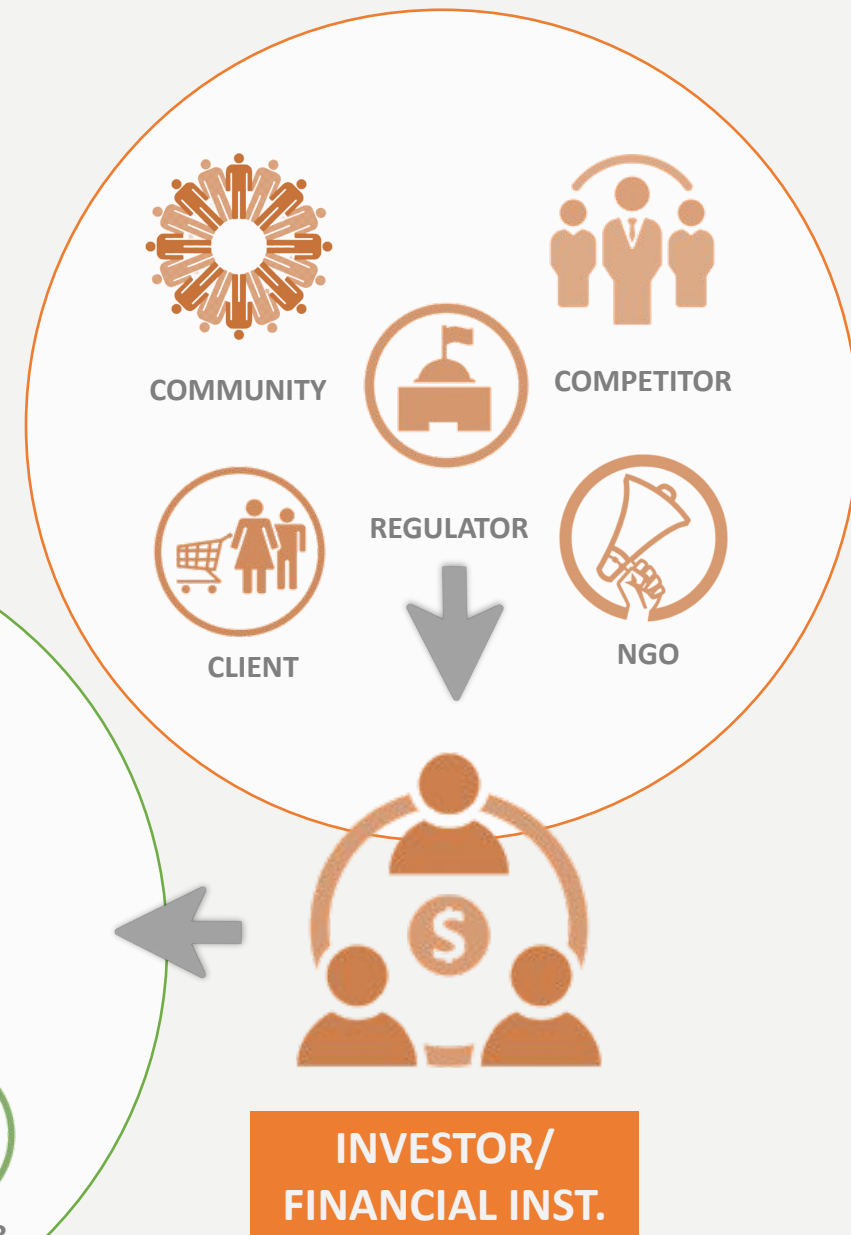 COMMUNITY
COMPETITOR
REGULATOR
CLIENT
NGO
$
INVESTOR/
FINANCIAL INST.